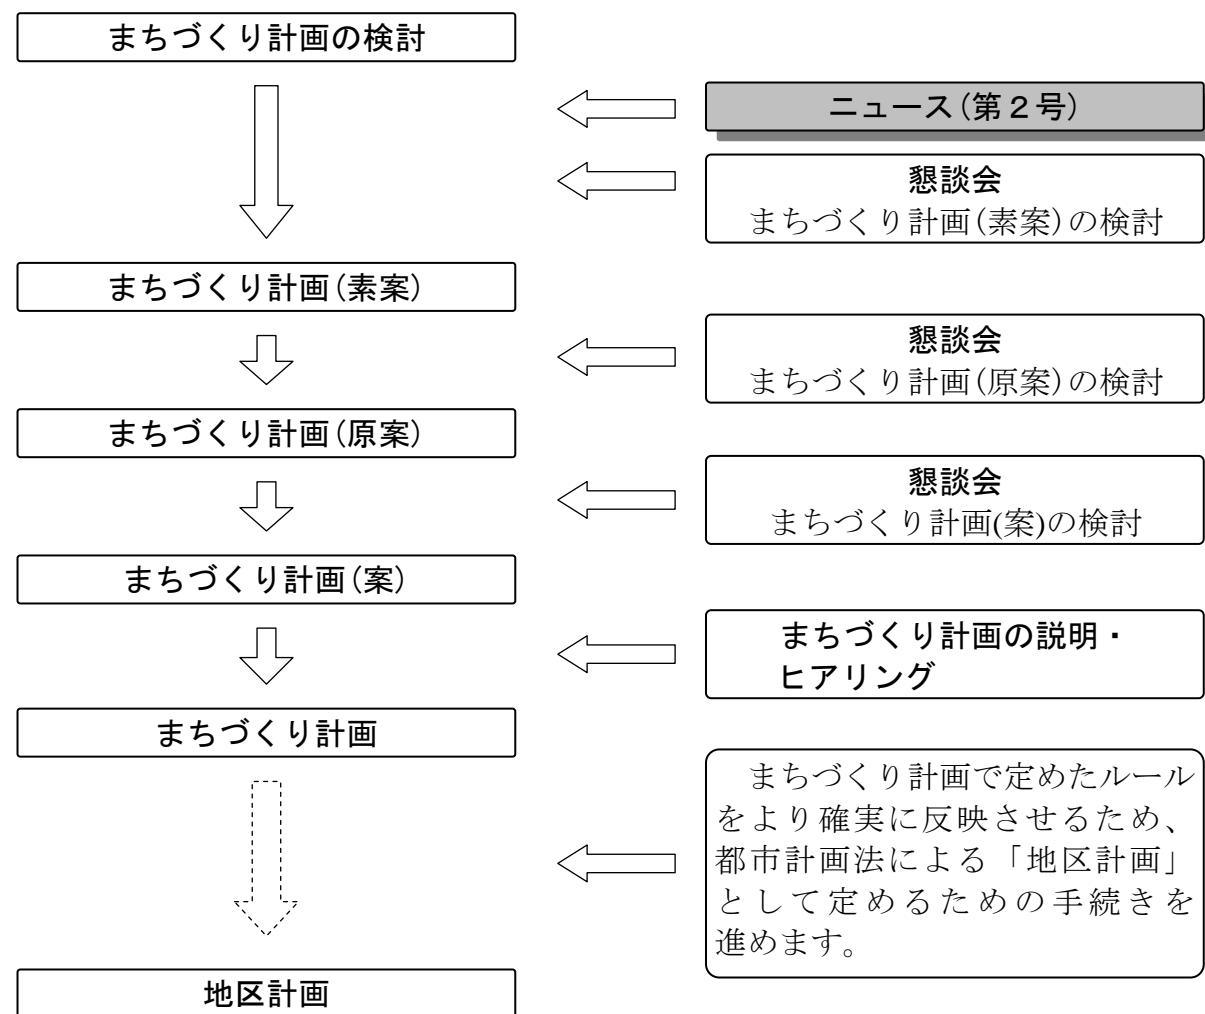 まちづくり計画の検討
ニュース(第２号)
懇談会
まちづくり計画(素案)の検討
まちづくり計画(素案)
懇談会
まちづくり計画(原案)の検討
まちづくり計画(原案)
懇談会
まちづくり計画(案)の検討
まちづくり計画(案)
まちづくり計画の説明・
ヒアリング
まちづくり計画
まちづくり計画で定めたルール
をより確実に反映させるため、
都市計画法による「地区計画」
として定めるための手続きを
進めます。
地区計画